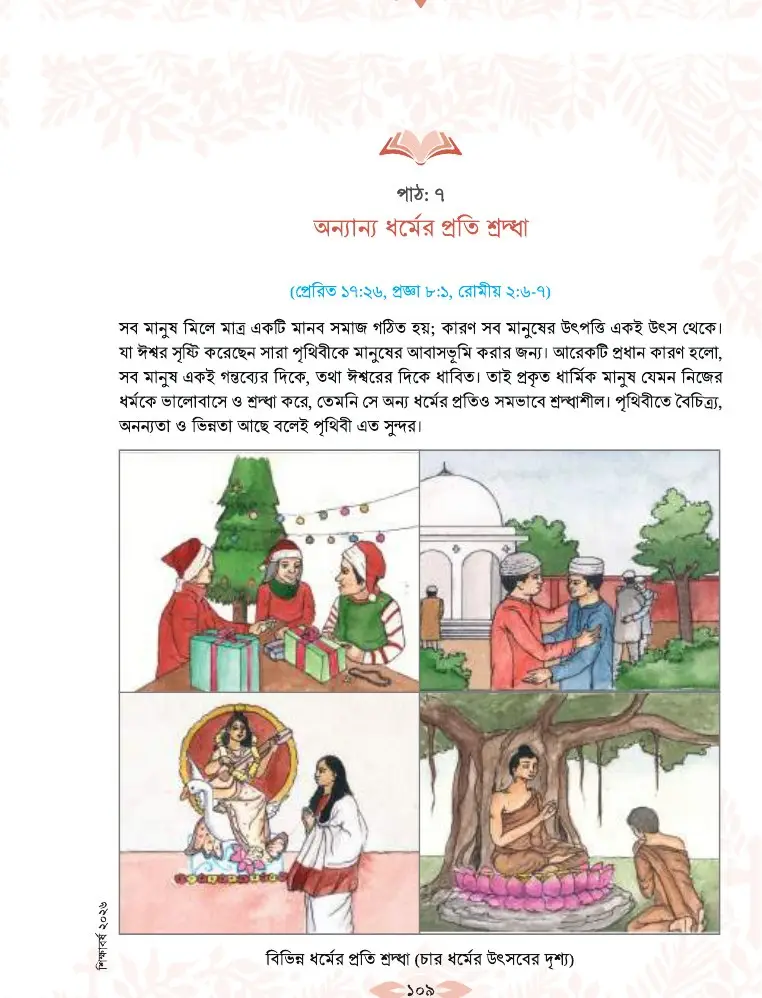 পাঠ: ৭
অন্যান্য ধর্মের প্রতি শ্রদ্ধা
(প্রেরিত ১৭:২৬, প্রজ্ঞা ৮:১, রোমীয় ২:৬-৭)
সব মানুষ মিলে মাত্র একটি মানব সমাজ গঠিত হয়; কারণ সব মানুষের উৎপত্তি একই উৎস থেকে।
যা ঈশ্বর সৃষ্টি করেছেন সারা পৃথিবীকে মানুষের আবাসভূমি করার জন্য। আরেকটি প্রধান কারণ হলো,
সব মানুষ একই গন্তব্যের দিকে, তথা ঈশ্বরের দিকে ধাবিত। তাই প্রকৃত ধার্মিক মানুষ যেমন নিজের
ধর্মকে ভালোবাসে ও শ্রদ্ধা করে, তেমনি সে অন্য ধর্মের প্রতিও সমভাবে শ্রদ্ধাশীল। পৃথিবীতে বৈচিত্র্য,
অনন্যতা ও ভিন্নতা আছে বলেই পৃথিবী এত সুন্দর।
বিভিন্ন ধর্মের প্রতি শ্রদ্ধা (চার ধর্মের উৎসবের দৃশ্য)
শিক্ষাবর্ষ ২০২৬
১০৯